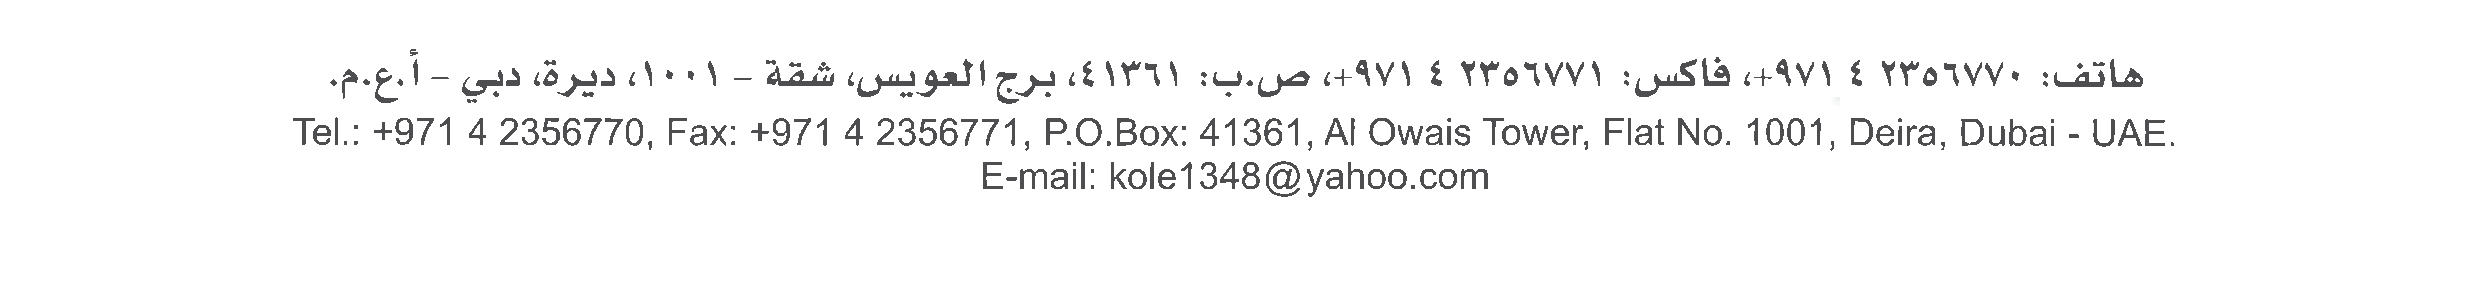 هاتف: ٢٣٥٦٧٧٠ ٤ ٩٧١+، فاكس: ٢٣٥٦٧٧١ ٤ ٩٧١+، ص.ب: ٤١٣٦١، برج العويس، شقة – ١٠٠١، ديرة، دبي – أ.ع.م.
Tel.: +971 4 2356770, Fax: +971 4 2356771, P.O.Box: 41361, Al Owais Tower, Flat No. 1001, Deira, Dubai - UAE.
E-mail: kole1348@yahoo.com